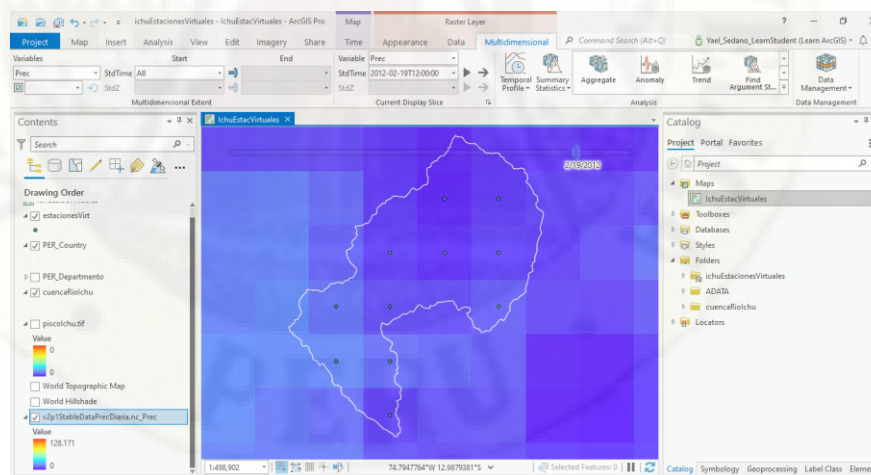 ichuEstacionesVirtuales - IchuEstacVirtuales - ArcGIS Pro
Map
Raster Layer
Project Map Insert Analysis View Edit Imagery Share Time Appearance Data Multidimensional
Command Search (Alt+Q)
Yael_Sedano_LearnStudent (Learn ArcGIS)
Variables Start End
Prec StdTime All
StdZ
Multidimensional Extent
Variable Prec
StdTime 2012-02-19T12:00:00
StdZ
Current Display Slice
Temporal Profile
Summary Statistics
Aggregate
Anomaly
Trend
Find Argument St...
Analysis
Data Management
Data Management
Contents
Search
Drawing Order
estacionesVirt
PER_Country
PER_Departmento
cuencaRioIchu
piscoIchu.tif
Value
0
0
World Topographic Map
World Hillshade
v2p1StableDataPrecDiaria.nc_Prec
Value
128.171
0
IchuEstacVirtuales
2/19/2012
PERU
1:498,902
74.7947764°W 12.9879381°S
Selected Features: 0
Catalog
Project Portal Favorites
Project
Maps
IchuEstacVirtuales
Toolboxes
Databases
Styles
Folders
ichuEstacionesVirtuales
ADATA
cuencaRioIchu
Locators
Catalog Symbology Geoprocessing Label Class Eleme